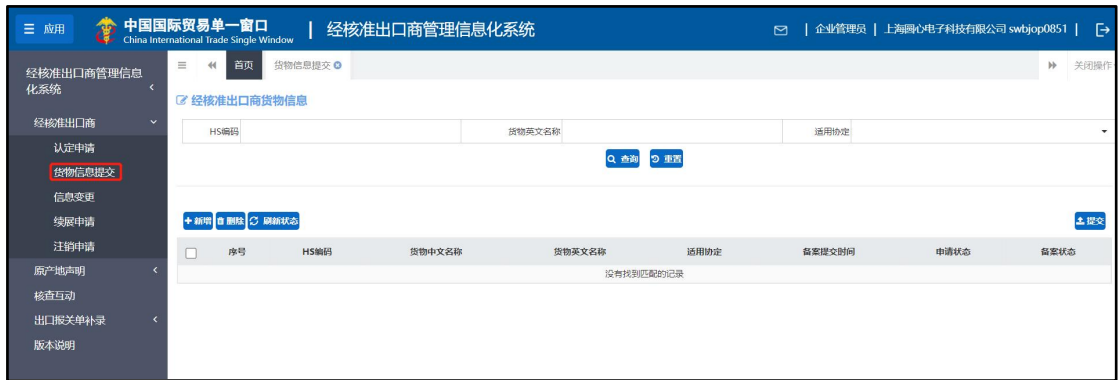 应用
中国国际贸易单一窗口
China International Trade Single Window
经核准出口商管理信息化系统
企业管理员
上海圆心电子科技有限公司 swbjop0851
经核准出口商管理信息
化系统
首页
货物信息提交
关闭操作
经核准出口商货物信息
经核准出口商
HS编码
货物英文名称
适用协定
认定申请
查询
重置
货物信息提交
信息变更
续展申请
新增
删除
刷新状态
提交
注销申请
序号
HS编码
货物中文名称
货物英文名称
适用协定
备案提交时间
申请状态
备案状态
原产地声明
没有找到匹配的记录
核查互动
出口报关单补录
版本说明